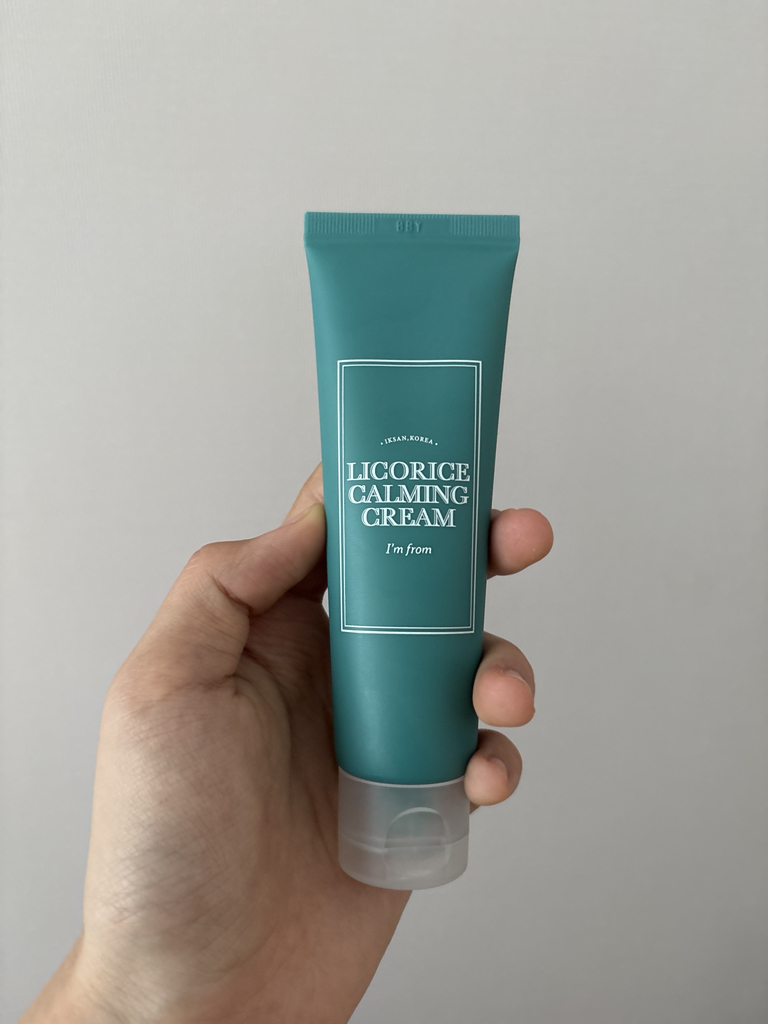 • IKSAN, KOREA •
LICORICE
CALMING
CREAM
I'm from